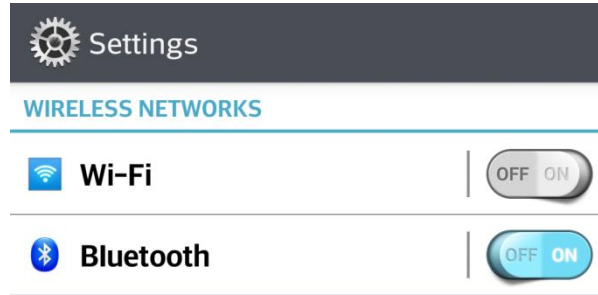 Settings
WIRELESS NETWORKS
Wi-Fi
OFF ON
Bluetooth
OFF ON